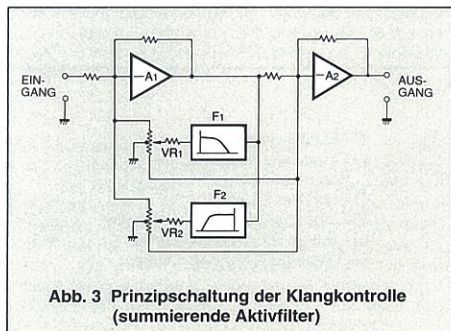 EIN-
GANG
–A1
–A2
AUS-
GANG
F1
VR1
F2
VR2
Abb. 3 Prinzipschaltung der Klangkontrolle
(summierende Aktivfilter)